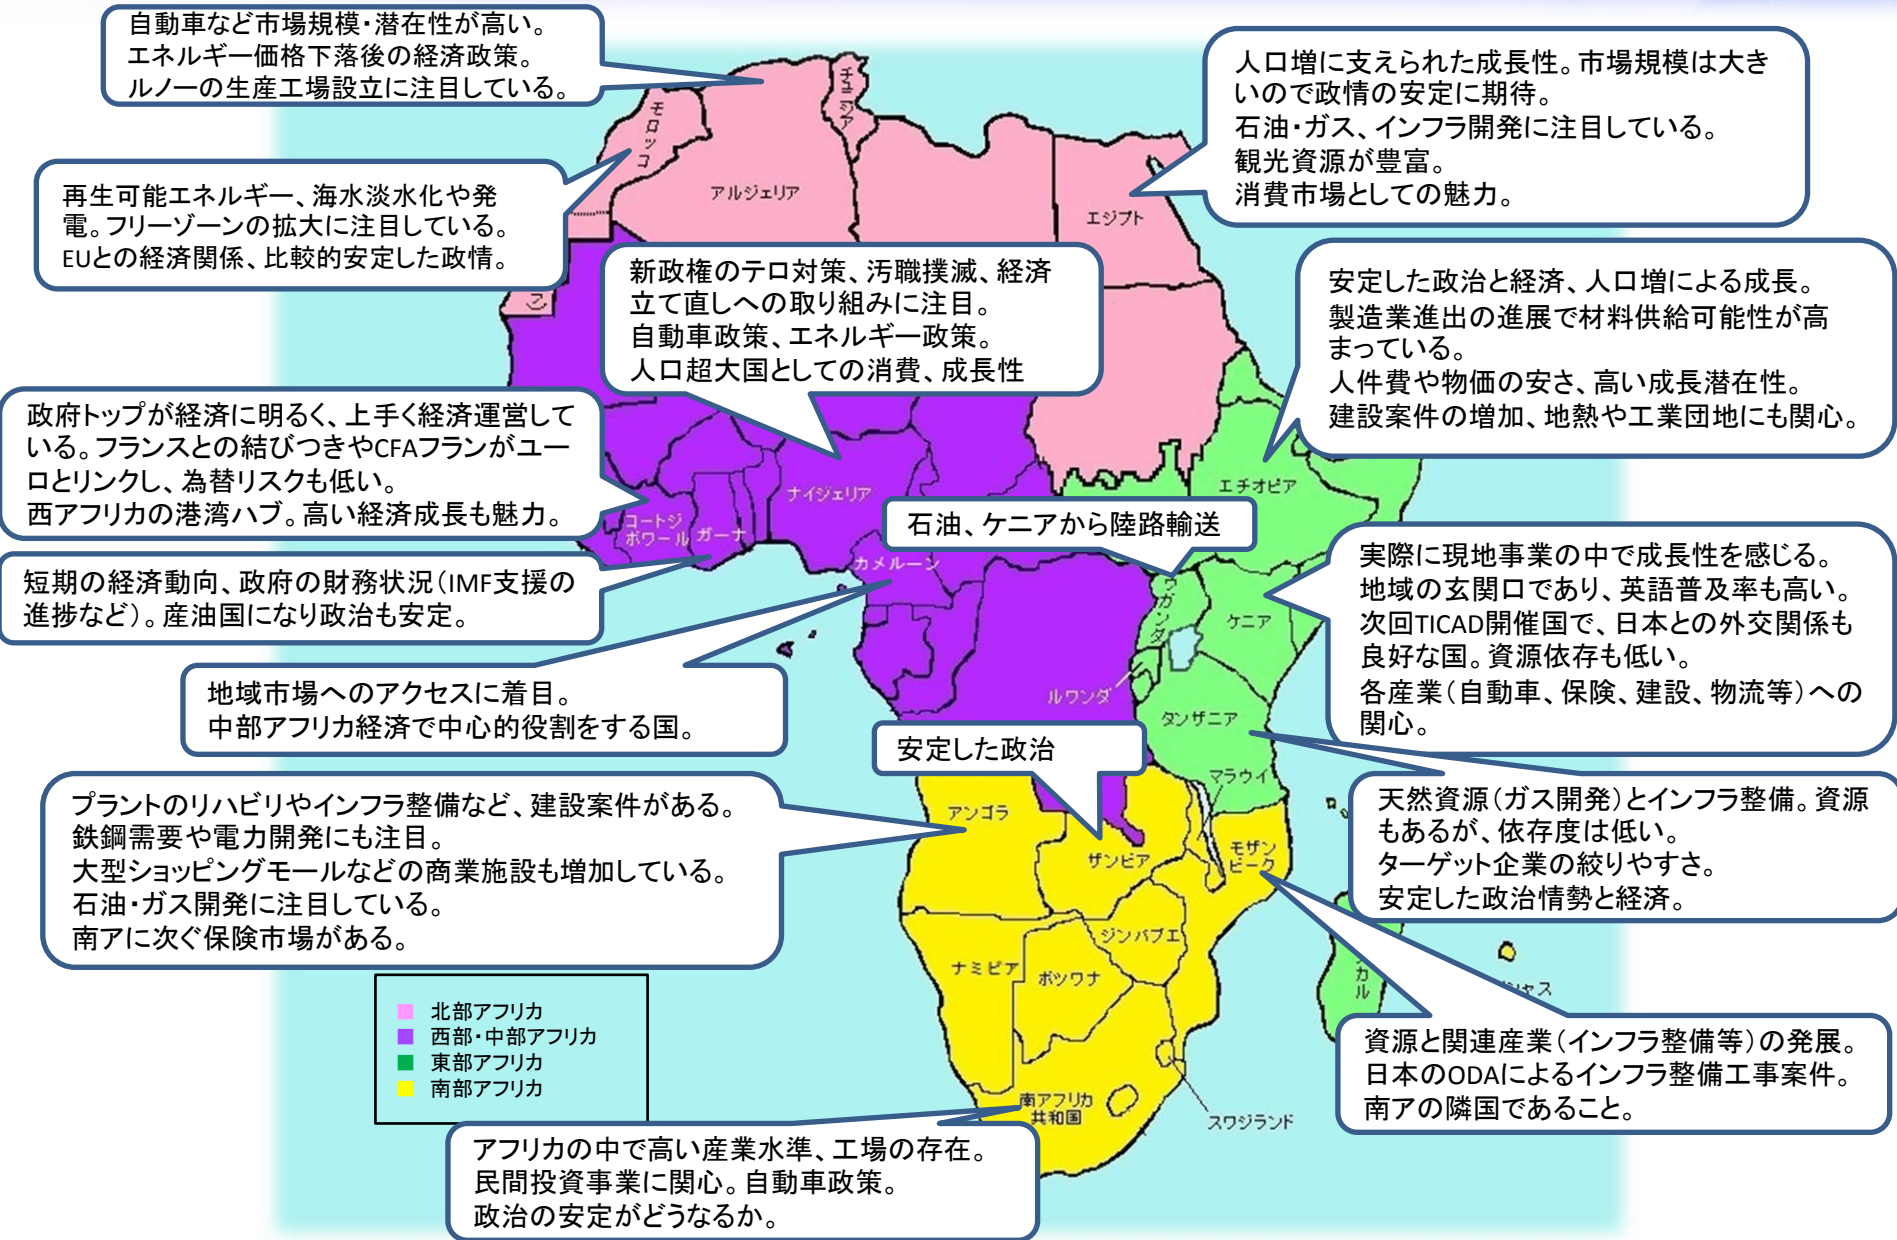 自動車など市場規模・潜在性が高い。
エネルギー価格下落後の経済政策。
ルノーの生産工場設立に注目している。
人口増に支えられた成長性。市場規模は大き
いので政情の安定に期待。
石油・ガス、インフラ開発に注目している。
観光資源が豊富。
消費市場としての魅力。
チュニジア
モロッコ
アルジェリア
エジプト
再生可能エネルギー、海水淡水化や発
電。フリーゾーンの拡大に注目している。
EUとの経済関係、比較的安定した政情。
新政権のテロ対策、汚職撲滅、経済
立て直しへの取り組みに注目。
自動車政策、エネルギー政策。
人口超大国としての消費、成長性
安定した政治と経済、人口増による成長。
製造業進出の進展で材料供給可能性が高
まっている。
人件費や物価の安さ、高い成長潜在性。
建設案件の増加、地熱や工業団地にも関心。
政府トップが経済に明るく、上手く経済運営して
いる。フランスとの結びつきやCFAフランがユー
ロとリンクし、為替リスクも低い。
西アフリカの港湾ハブ。高い経済成長も魅力。
ナイジェリア
エチオピア
コートジ
ボワール
ガーナ
カメルーン
石油、ケニアから陸路輸送
短期の経済動向、政府の財務状況（IMF支援の
進捗など）。産油国になり政治も安定。
実際に現地事業の中で成長性を感じる。
地域の玄関口であり、英語普及率も高い。
次回TICAD開催国で、日本との外交関係も
良好な国。資源依存も低い。
各産業（自動車、保険、建設、物流等）への
関心。
ウガンダ
ケニア
ルワンダ
タンザニア
地域市場へのアクセスに着目。
中部アフリカ経済で中心的役割をする国。
安定した政治
マラウイ
アンゴラ
ザンビア
モザン
ビーク
プラントのリハビリやインフラ整備など、建設案件がある。
鉄鋼需要や電力開発にも注目。
大型ショッピングモールなどの商業施設も増加している。
石油・ガス開発に注目している。
南アに次ぐ保険市場がある。
天然資源（ガス開発）とインフラ整備。資源
もあるが、依存度は低い。
ターゲット企業の絞りやすさ。
安定した政治情勢と経済。
ジンバブエ
ナミビア
ボツワナ
カル
シャス
北部アフリカ
西部・中部アフリカ
東部アフリカ
南部アフリカ
資源と関連産業（インフラ整備等）の発展。
日本のODAによるインフラ整備工事案件。
南アの隣国であること。
南アフリカ
共和国
スワジランド
アフリカの中で高い産業水準、工場の存在。
民間投資事業に関心。自動車政策。
政治の安定がどうなるか。